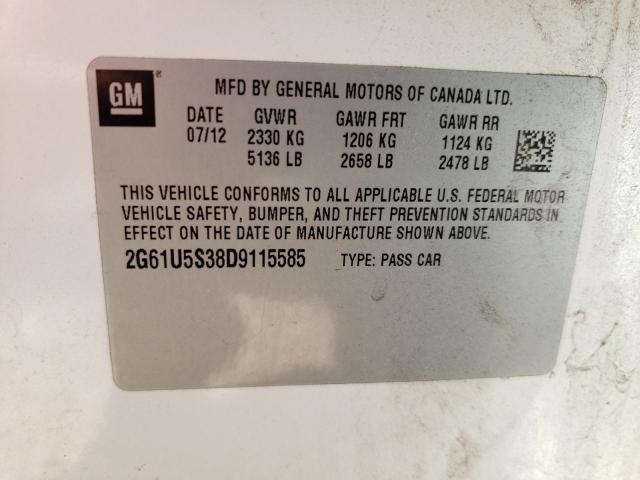 GM
MFD BY GENERAL MOTORS OF CANADA LTD.
DATE GVWR GAWR FRT GAWR RR
07/12 2330 KG 1206 KG 1124 KG
5136 LB 2658 LB 2478 LB
THIS VEHICLE CONFORMS TO ALL APPLICABLE U.S. FEDERAL MOTOR
VEHICLE SAFETY, BUMPER, AND THEFT PREVENTION STANDARDS IN
EFFECT ON THE DATE OF MANUFACTURE SHOWN ABOVE.
2G61U5S38D9115585 TYPE: PASS CAR